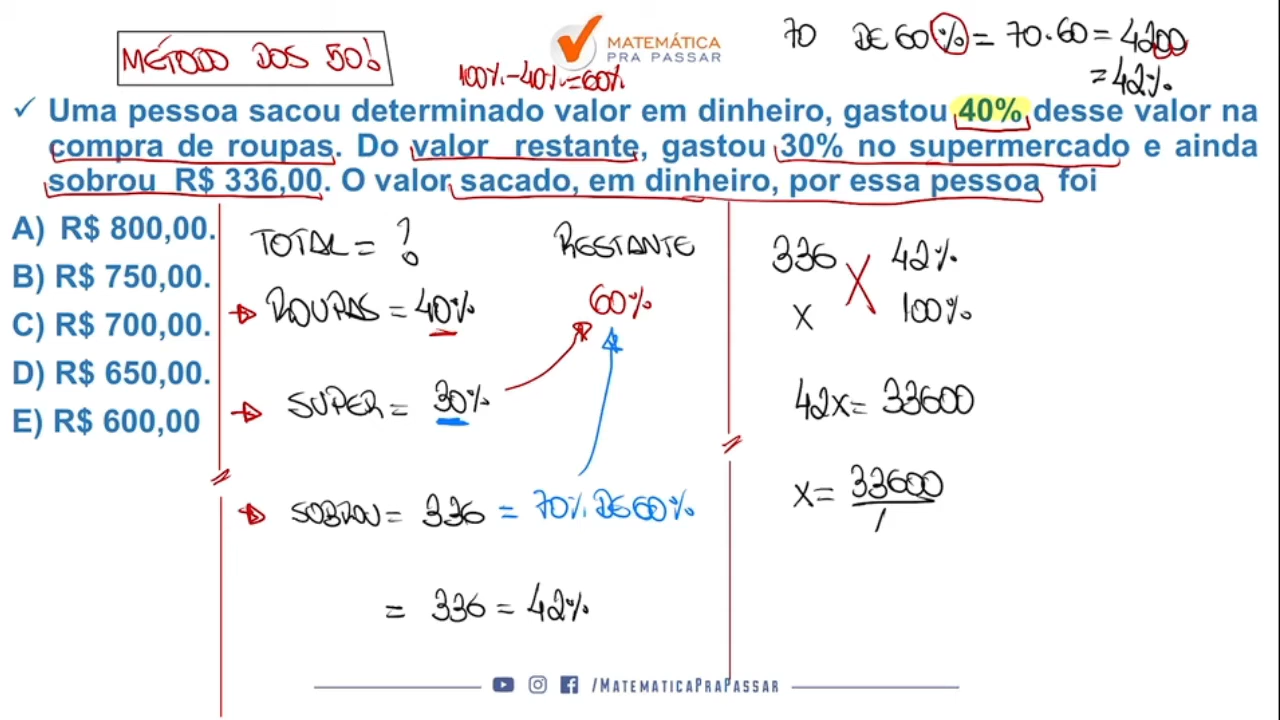 MÉTODO DOS 50!
MATEMÁTICA
PRA PASSAR
70 DE 60% = 70.60 = 4200
= 42%
100%-40%=60%
✓ Uma pessoa sacou determinado valor em dinheiro, gastou 40% desse valor na
compra de roupas. Do valor restante, gastou 30% no supermercado e ainda
sobrou R$ 336,00. O valor sacado, em dinheiro, por essa pessoa foi
A) R$ 800,00.
B) R$ 750,00.
C) R$ 700,00.
D) R$ 650,00.
E) R$ 600,00
TOTAL = ?
RESTANTE
ROUPAS = 40%
60%
SUPER = 30%
SOBROU = 336 = 70% DE 60%
= 336 = 42%
336 42%
x 100%
42x = 33600
x = 33600
/MATEMATICAPRAPASSAR